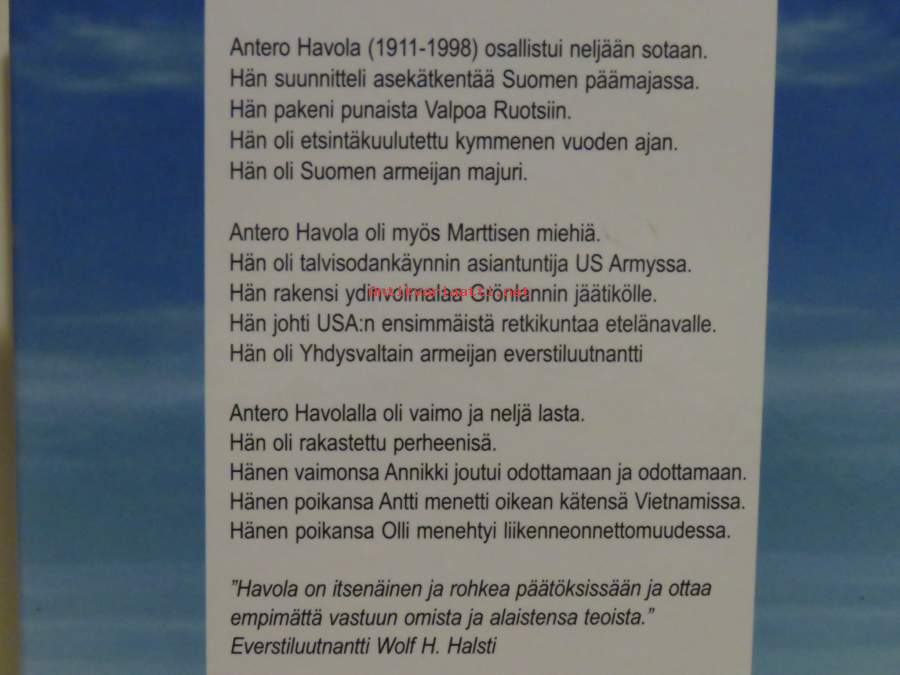 Antero Havola (1911-1998) osallistui neljään sotaan.
Hän suunnitteli asekätkentää Suomen päämajassa.
Hän pakeni punaista Valpoa Ruotsiin.
Hän oli etsintäkuulutettu kymmenen vuoden ajan.
Hän oli Suomen armeijan majuri.
Antero Havola oli myös Marttisen miehiä.
Hän oli talvisodankäynnin asiantuntija US Armyssa.
Hän rakensi ydinvoimalaa Grönlannin jäätikölle.
antikvariaatti.net
Hän johti USA:n ensimmäistä retkikuntaa etelänavalle.
Hän oli Yhdysvaltain armeijan everstiluutnantti
Antero Havolalla oli vaimo ja neljä lasta.
Hän oli rakastettu perheenisä.
Hänen vaimonsa Annikki joutui odottamaan ja odottamaan.
Hänen poikansa Antti menetti oikean kätensä Vietnamissa.
Hänen poikansa Olli menehtyi liikenneonnettomuudessa.
”Havola on itsenäinen ja rohkea päätöksissään ja ottaa
empimättä vastuun omista ja alaistensa teoista.”
Everstiluutnantti Wolf H. Halsti